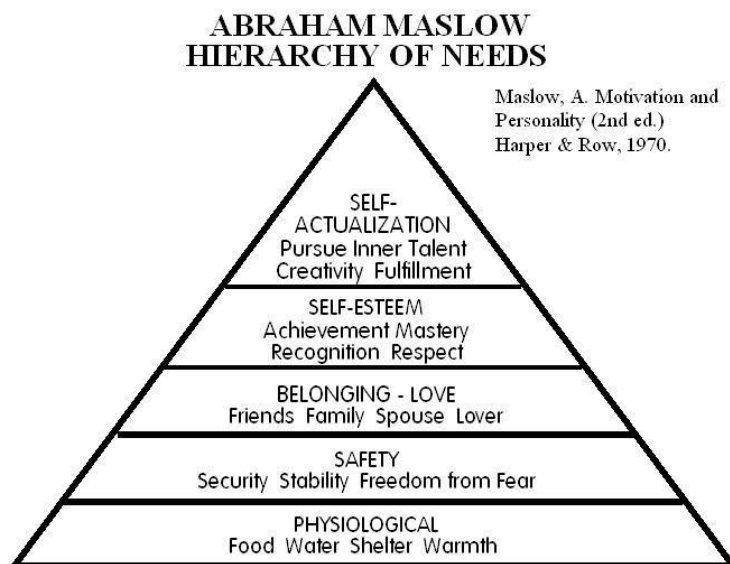 ABRAHAM MASLOW
HIERARCHY OF NEEDS
Maslow, A. Motivation and
Personality (2nd ed.)
Harper & Row, 1970.
SELF-
ACTUALIZATION
Pursue Inner Talent
Creativity Fulfillment
SELF-ESTEEM
Achievement Mastery
Recognition Respect
BELONGING - LOVE
Friends Family Spouse Lover
SAFETY
Security Stability Freedom from Fear
PHYSIOLOGICAL
Food Water Shelter Warmth